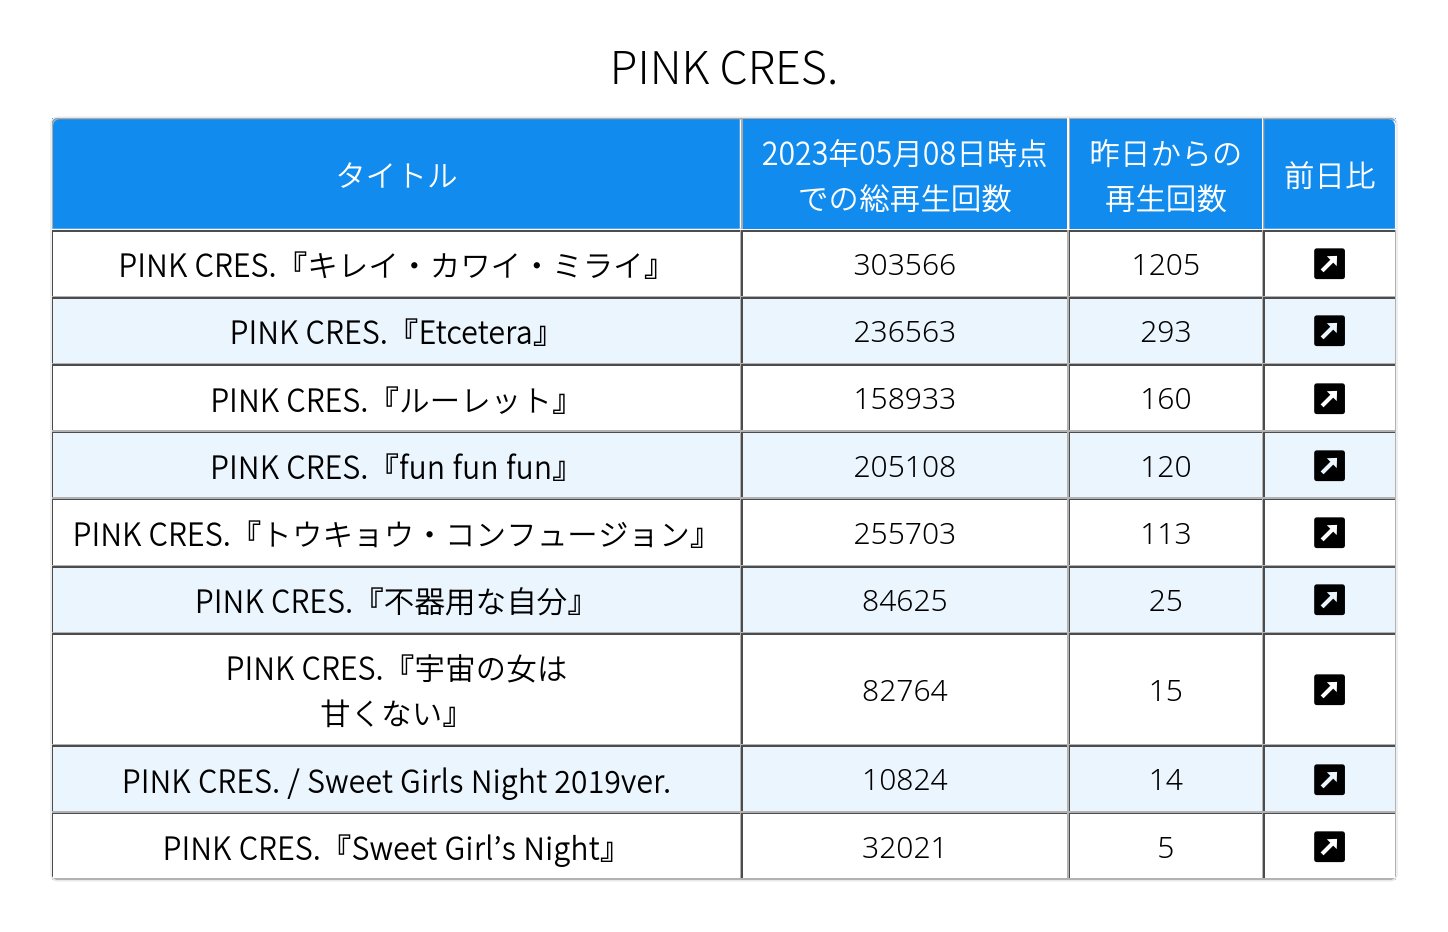 PINK CRES.
タイトル
2023年05月08日時点
での総再生回数
昨日からの
再生回数
前日比
PINK CRES.『キレイ・カワイ・ミライ』 303566 1205
PINK CRES.『Etcetera』 236563 293
PINK CRES.『ルーレット』 158933 160
PINK CRES.『fun fun fun』 205108 120
PINK CRES.『トウキョウ・コンフュージョン』 255703 113
PINK CRES.『不器用な自分』 84625 25
PINK CRES.『宇宙の女は
甘くない』 82764 15
PINK CRES. / Sweet Girls Night 2019ver. 10824 14
PINK CRES.『Sweet Girl’s Night』 32021 5